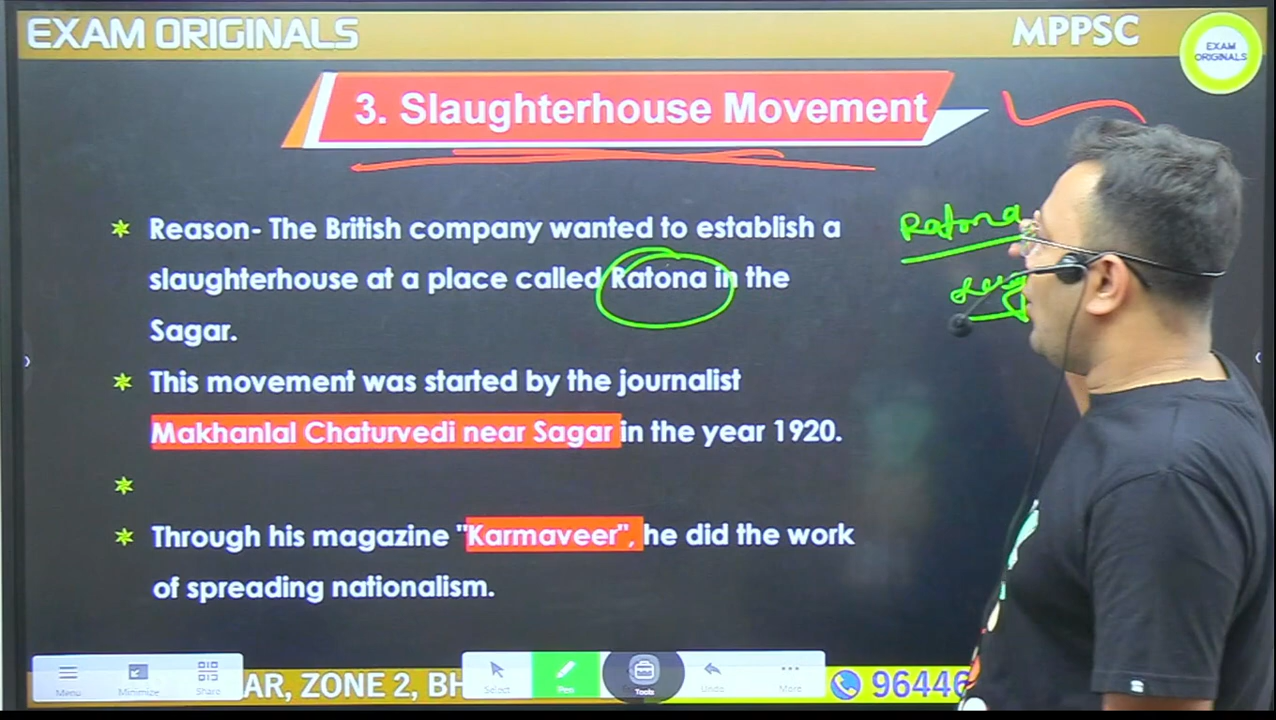 EXAM ORIGINALS
MPPSC
EXAM
ORIGINALS
3. Slaughterhouse Movement
Reason- The British company wanted to establish a
slaughterhouse at a place called Ratona in the
Sagar.
Ratona
This movement was started by the journalist
Makhanlal Chaturvedi near Sagar in the year 1920.
Through his magazine "Karmaveer", he did the work
of spreading nationalism.
Menu
Minimize
Share
AR, ZONE 2, BH
Select
Pen
Tools
Undo
More
96446